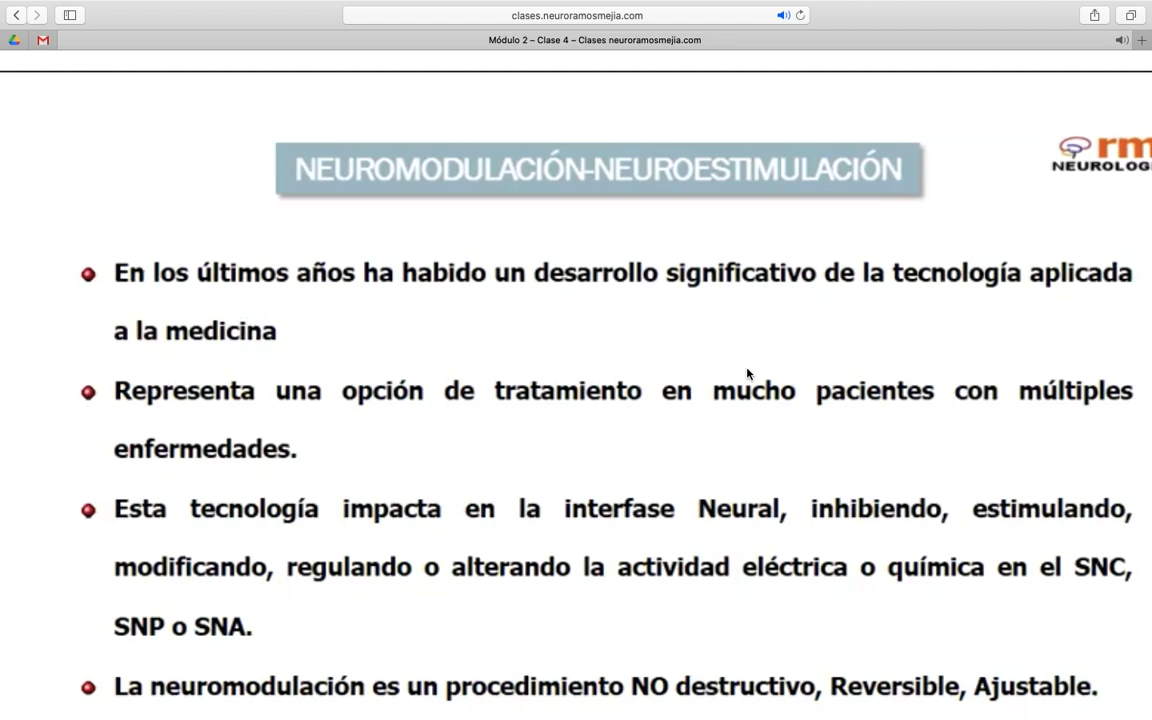 clases.neuroramosmejia.com
Módulo 2 – Clase 4 – Clases neuroramosmejia.com
NEUROMODULACIÓN-NEUROESTIMULACIÓN
rm
NEUROLOG
En los últimos años ha habido un desarrollo significativo de la tecnología aplicada
a la medicina
Representa una opción de tratamiento en mucho pacientes con múltiples
enfermedades.
Esta tecnología impacta en la interfase Neural, inhibiendo, estimulando,
modificando, regulando o alterando la actividad eléctrica o química en el SNC,
SNP o SNA.
La neuromodulación es un procedimiento NO destructivo, Reversible, Ajustable.